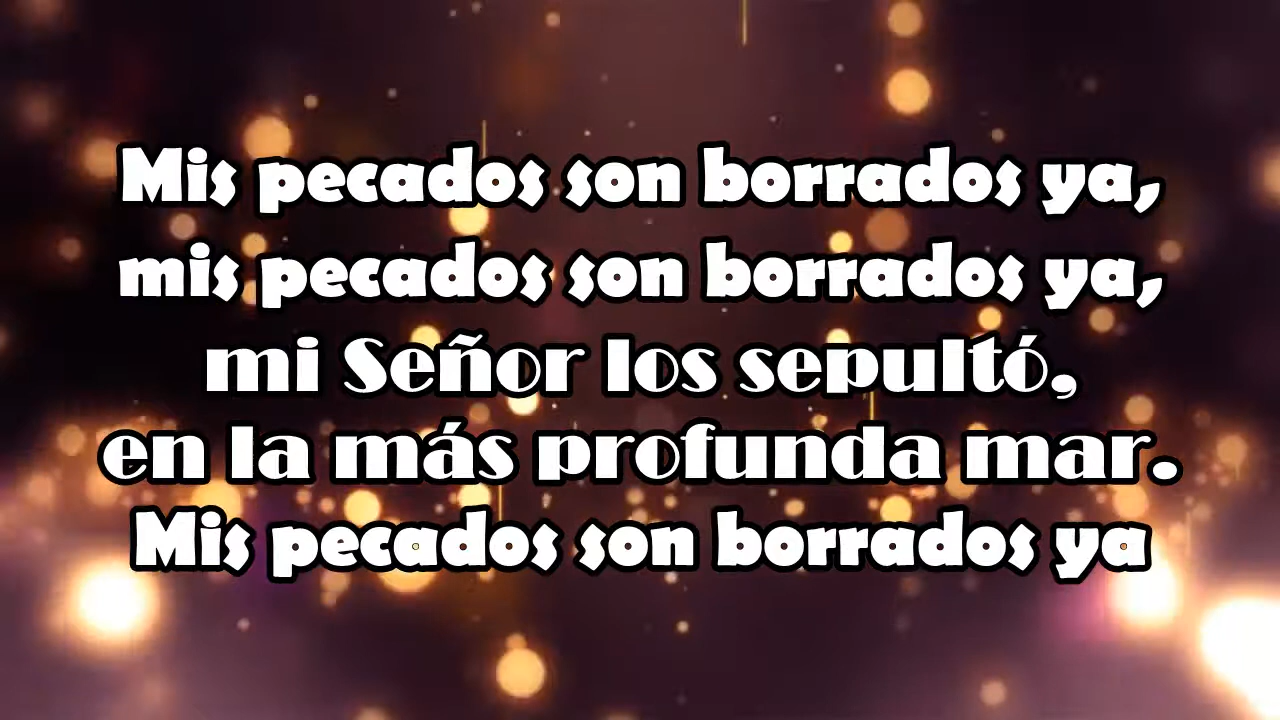 Mis pecados son borrados ya,
mis pecados son borrados ya,
mi Señor los sepultó,
en la más profunda mar.
Mis pecados son borrados ya